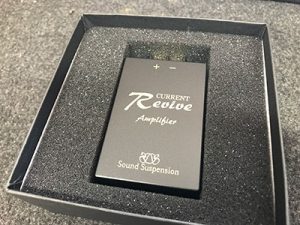 + −
CURRENT
Revive
Amplifier
Sound Suspension